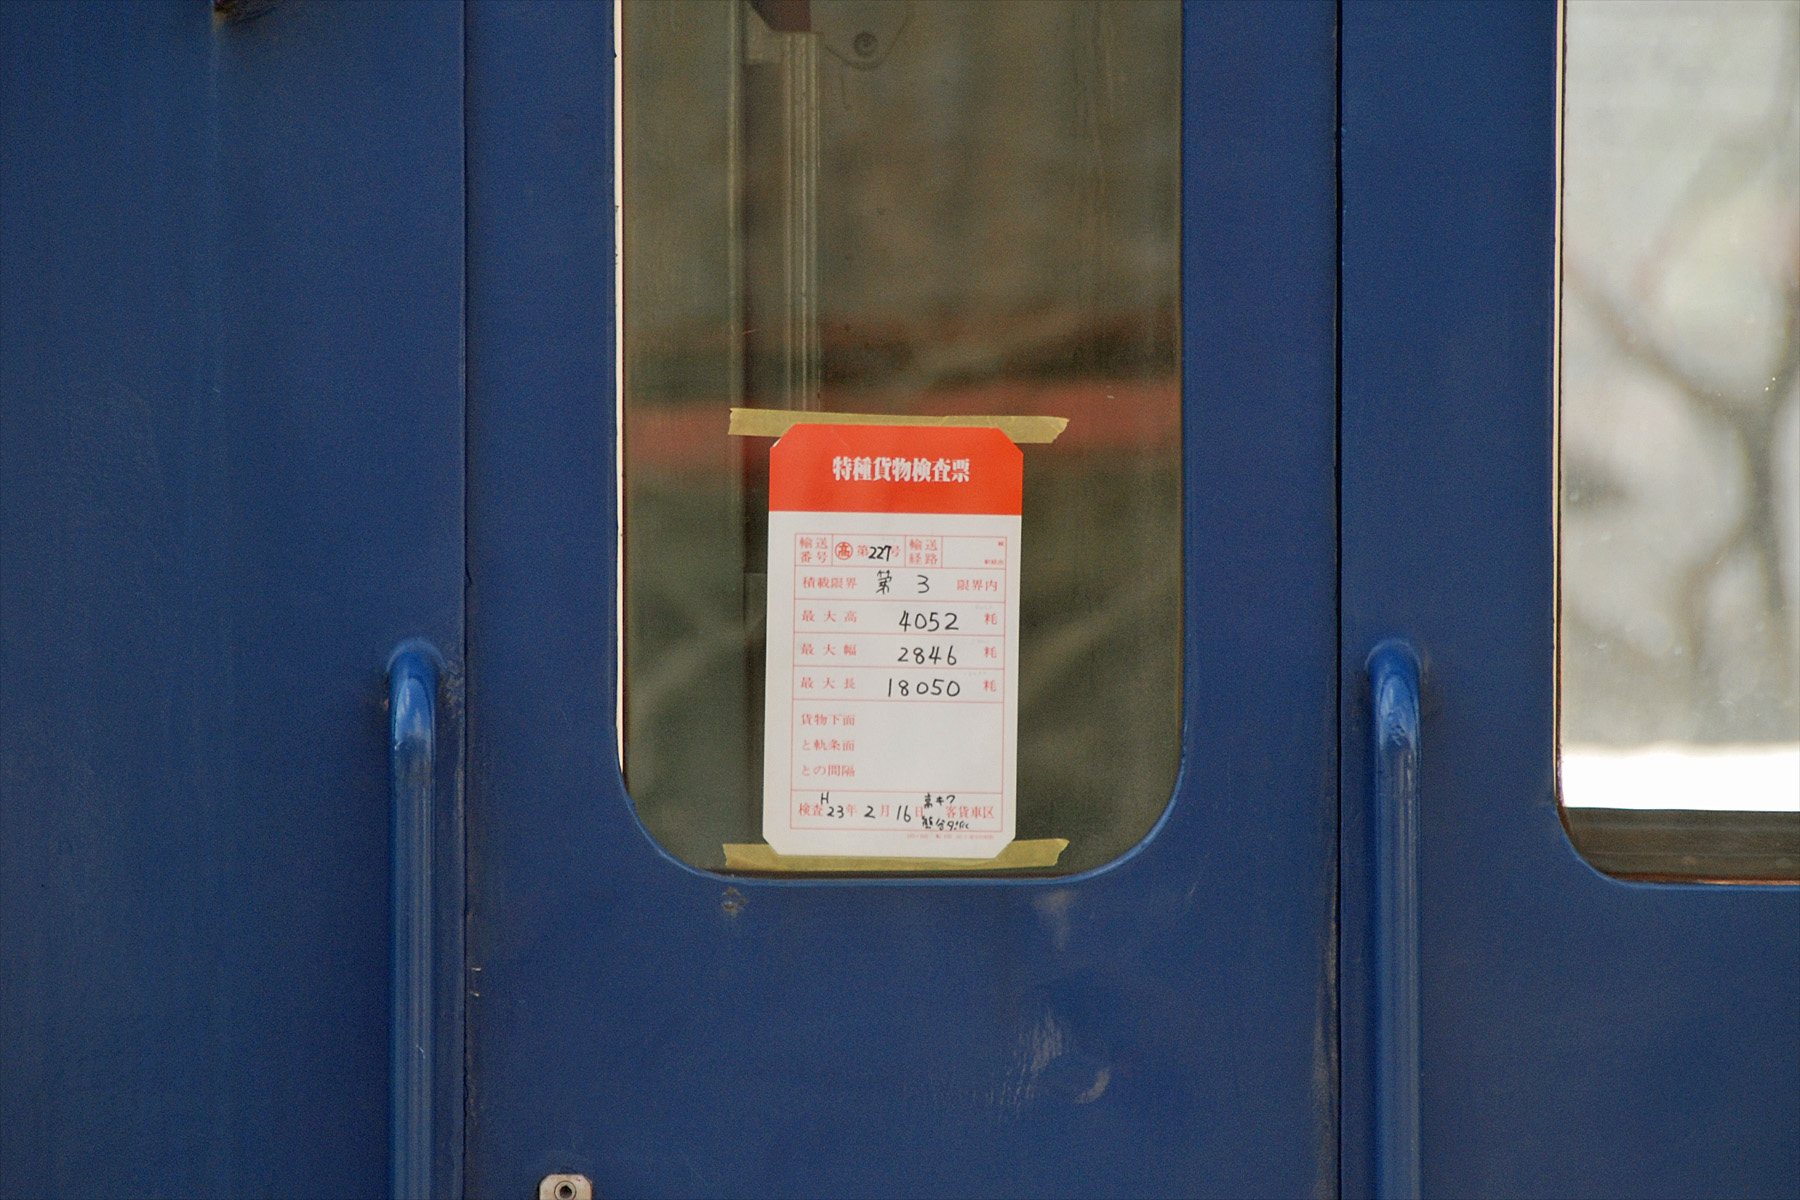 特種貨物検査票
輸送番号 高 第227号 輸送経路
積載限界 第 3 限界内
最大高 4052 粍
最大幅 2846 粍
最大長 18050 粍
貨物下面
と軌条面
との間隔
検査 H23年 2月 16日 客貨車区